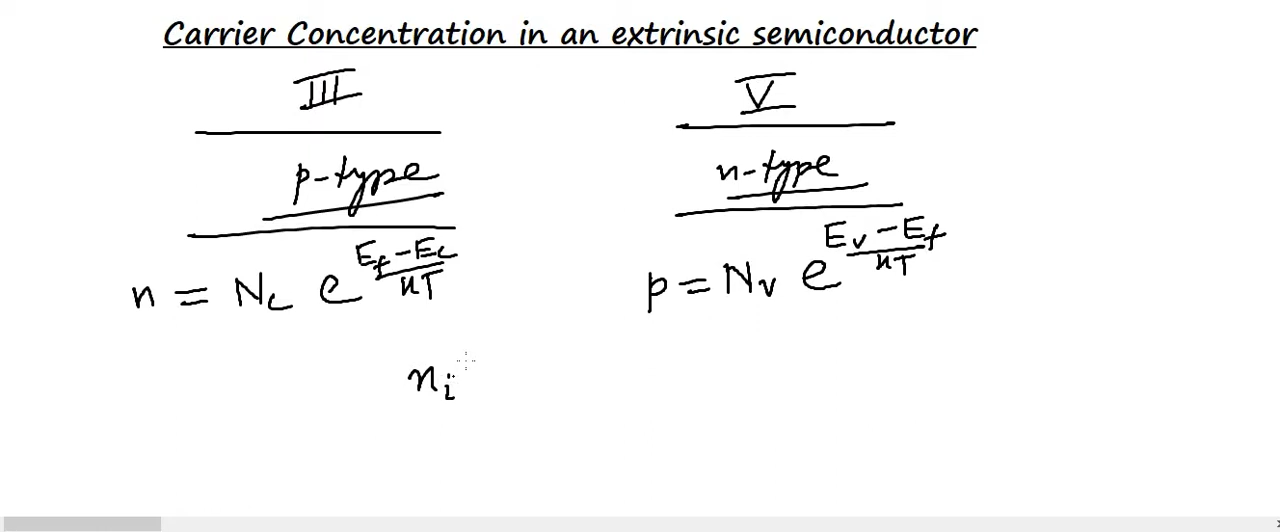 Carrier Concentration in an extrinsic semiconductor
III
V
p-type
n-type
n = Nc e^(Ef-Ec)/(KT)
p = Nv e^(Ev-Ef)/(KT)
ni